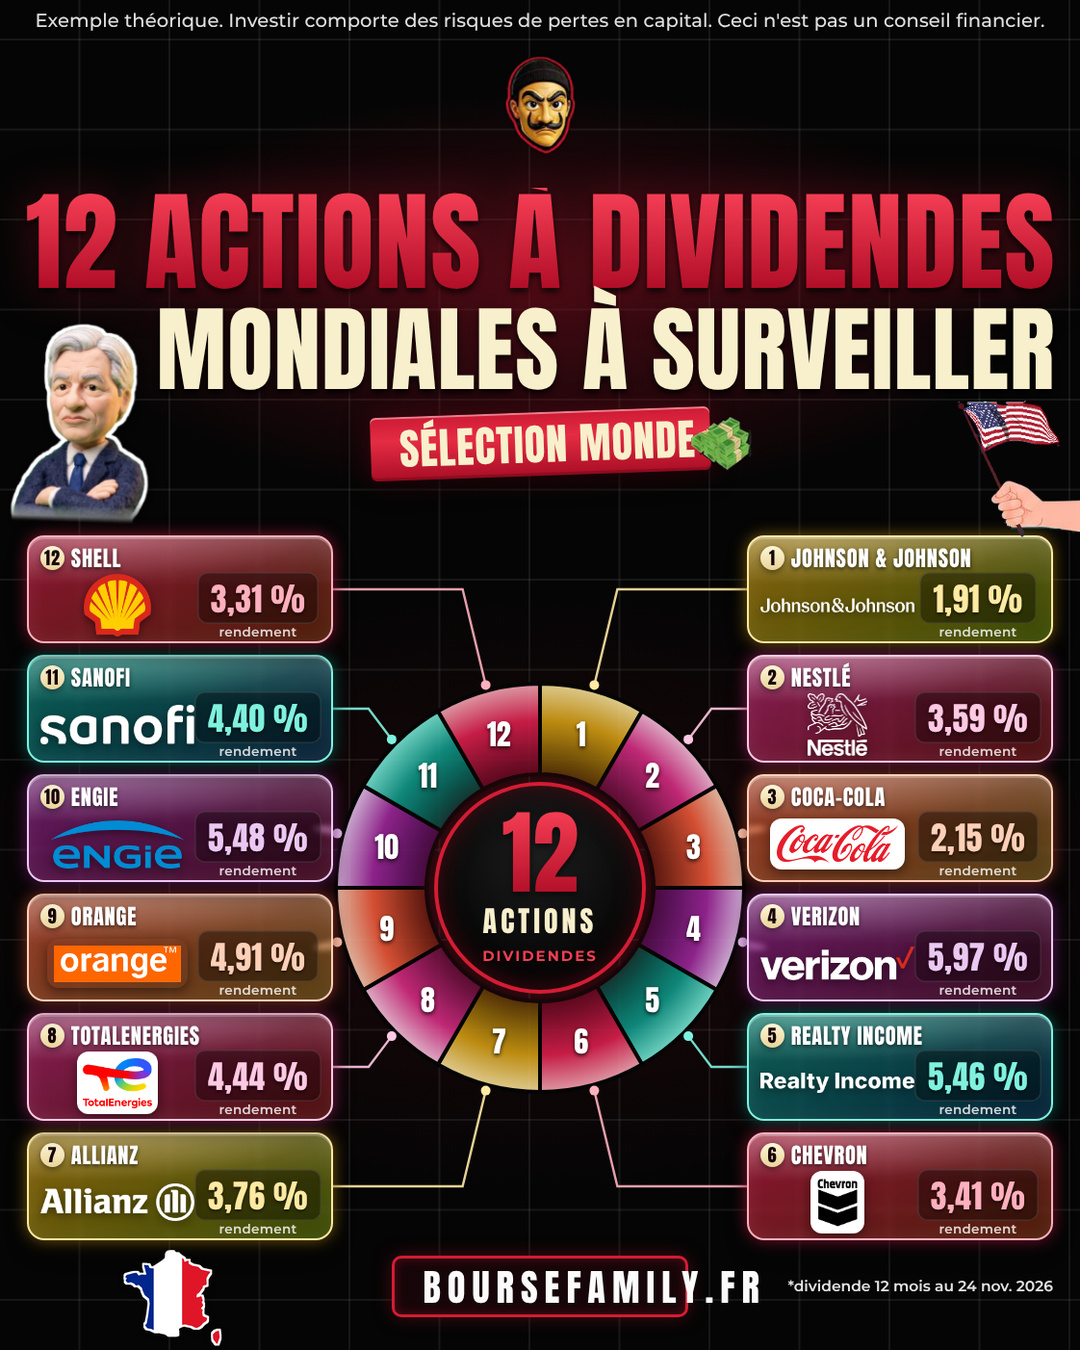 Exemple théorique. Investir comporte des risques de pertes en capital. Ceci n'est pas un conseil financier.
12 ACTIONS À DIVIDENDES
MONDIALES À SURVEILLER
SÉLECTION MONDE
12 SHELL
3,31 %
rendement
11 SANOFI
sanofi
4,40 %
rendement
10 ENGIE
ENGIE
5,48 %
rendement
9 ORANGE
orange™
4,91 %
rendement
8 TOTALENERGIES
TotalEnergies
4,44 %
rendement
7 ALLIANZ
Allianz
3,76 %
rendement
12
1
11
2
10
3
9
4
8
5
7
6
12
ACTIONS
DIVIDENDES
1 JOHNSON & JOHNSON
Johnson&Johnson
1,91 %
rendement
2 NESTLÉ
Nestlé
3,59 %
rendement
3 COCA-COLA
Coca-Cola
2,15 %
rendement
4 VERIZON
verizon✓
5,97 %
rendement
5 REALTY INCOME
Realty Income
5,46 %
rendement
6 CHEVRON
Chevron
3,41 %
rendement
BOURSEFAMILY.FR
*dividende 12 mois au 24 nov. 2026